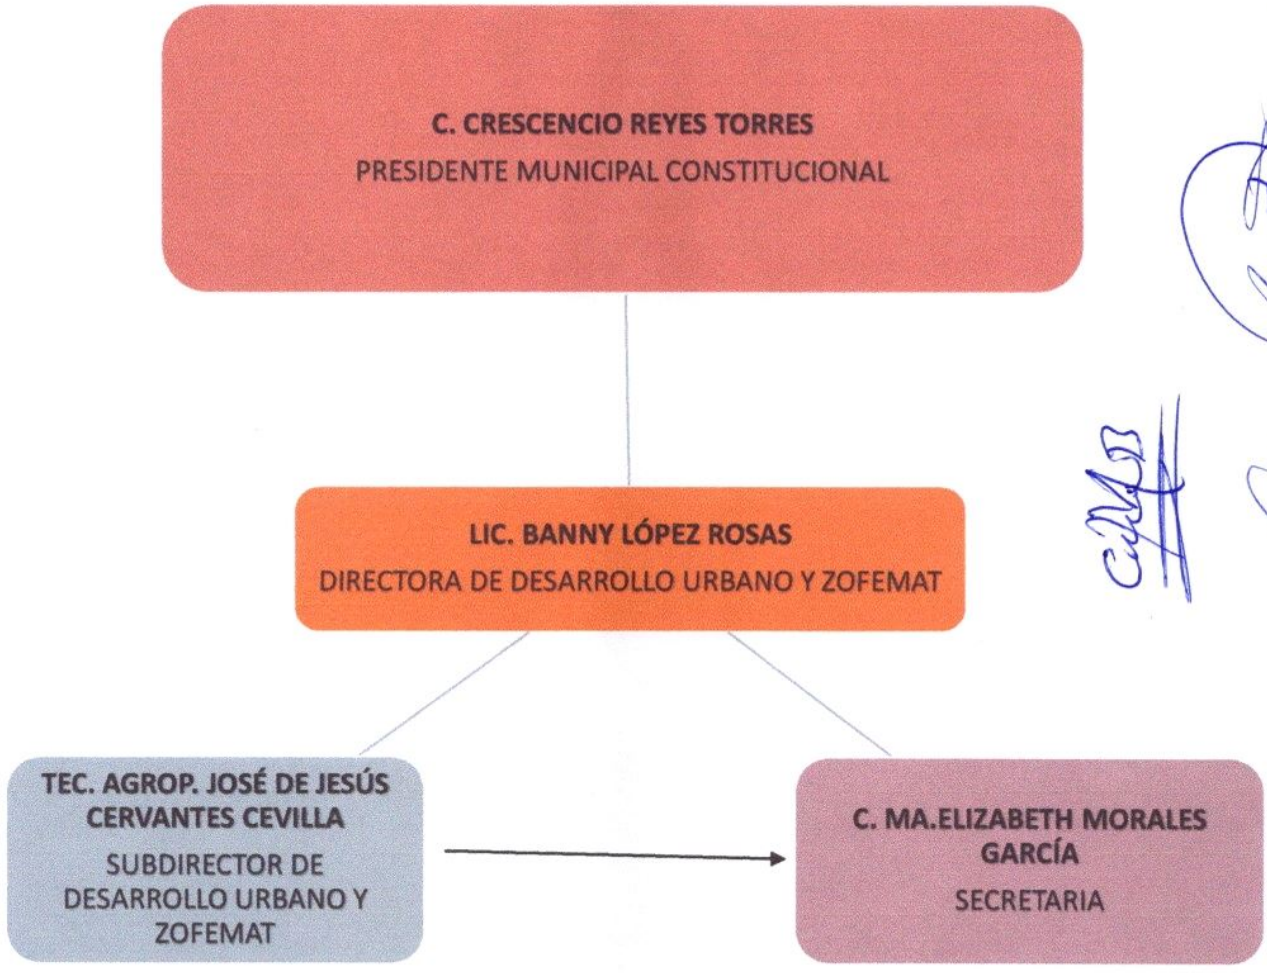 C. CRESCENCIO REYES TORRES
PRESIDENTE MUNICIPAL CONSTITUCIONAL
LIC. BANNY LÓPEZ ROSAS
DIRECTORA DE DESARROLLO URBANO Y ZOFEMAT
TEC. AGROP. JOSÉ DE JESÚS
CERVANTES CEVILLA
SUBDIRECTOR DE
DESARROLLO URBANO Y
ZOFEMAT
C. MA.ELIZABETH MORALES
GARCÍA
SECRETARIA